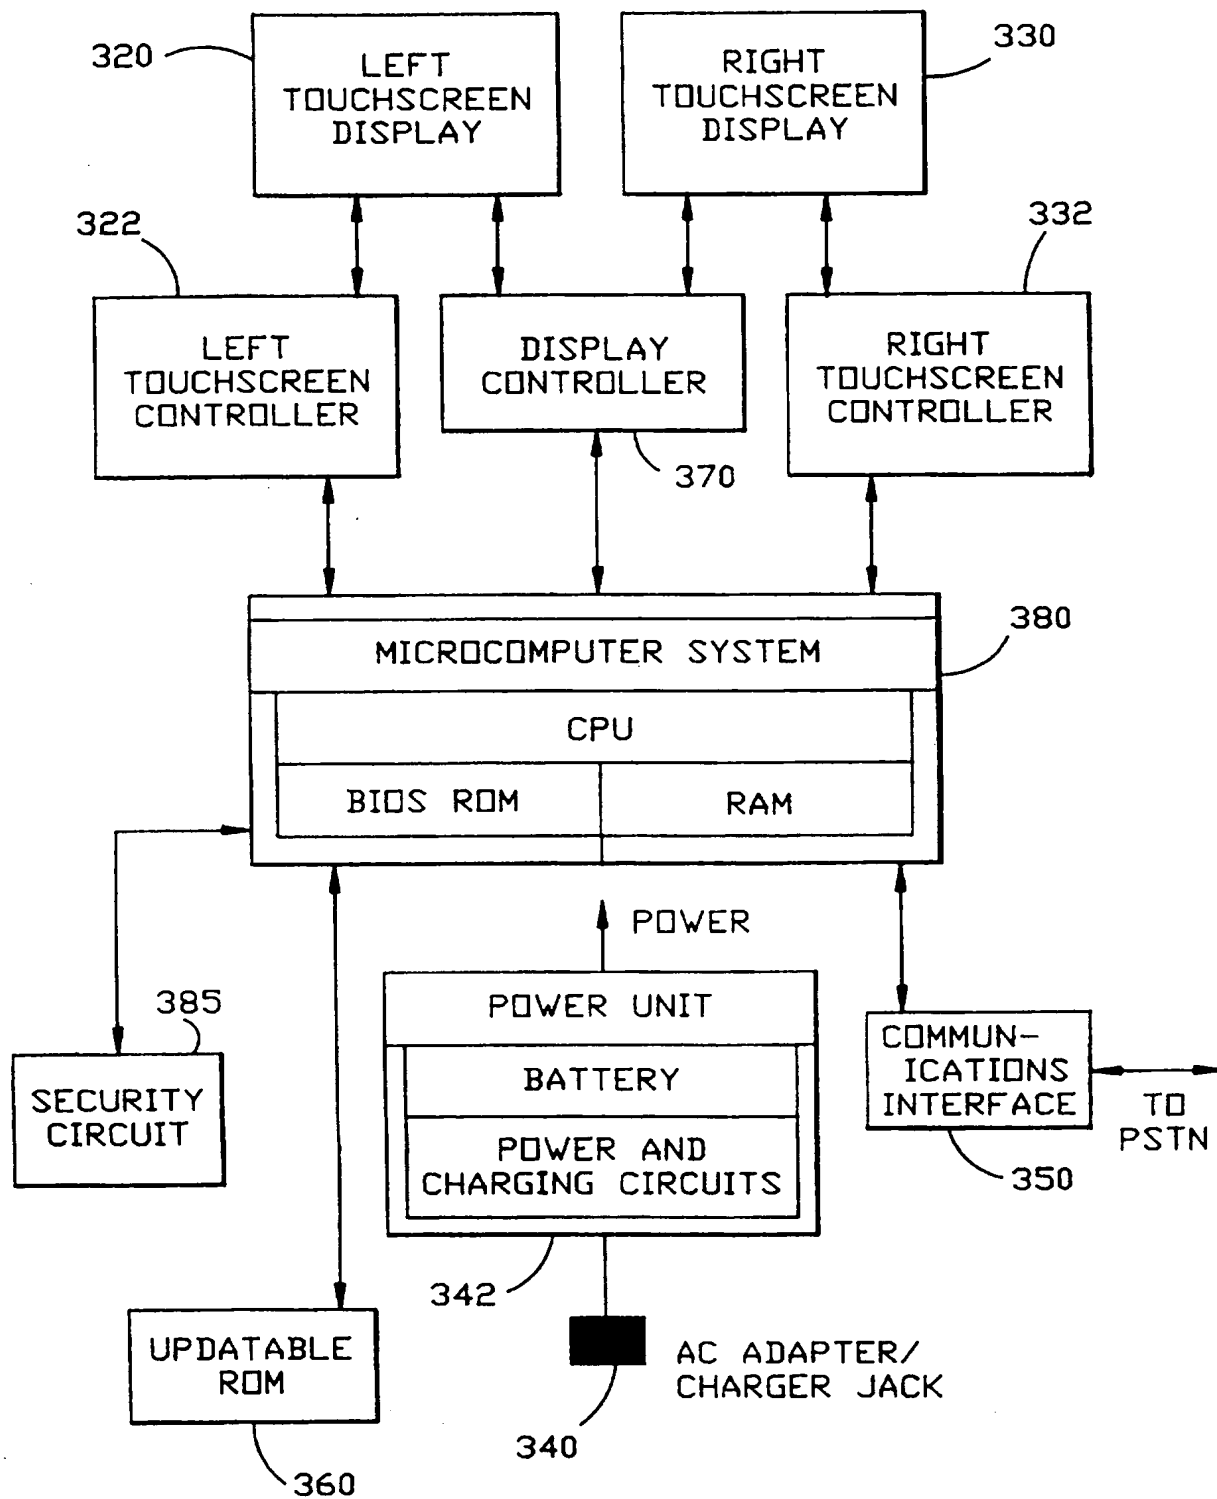 320
LEFT
TOUCHSCREEN
DISPLAY
RIGHT
TOUCHSCREEN
DISPLAY
330
322
332
LEFT
TOUCHSCREEN
CONTROLLER
DISPLAY
CONTROLLER
RIGHT
TOUCHSCREEN
CONTROLLER
370
380
MICROCOMPUTER SYSTEM
CPU
BIOS ROM
RAM
POWER
385
SECURITY
CIRCUIT
POWER UNIT
BATTERY
POWER AND
CHARGING CIRCUITS
COMMUN-
ICATIONS
INTERFACE
TO
PSTN
350
342
UPDATABLE
ROM
AC ADAPTER/
CHARGER JACK
340
360